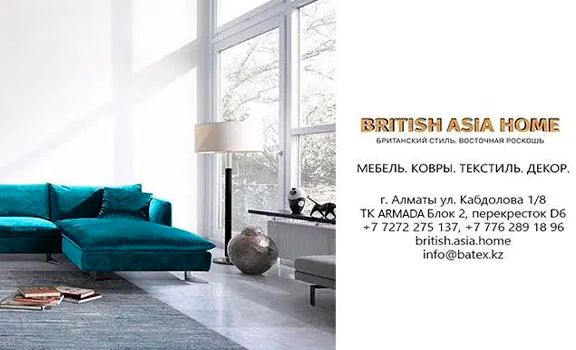 BRITISH ASIA HOME
БРИТАНСКИЙ СТИЛЬ. ВОСТОЧНАЯ РОСКОШЬ
МЕБЕЛЬ. КОВРЫ. ТЕКСТИЛЬ. ДЕКОР.
г. Алматы ул. Кабдолова 1/8
ТК ARMADA Блок 2, перекресток D6
+7 7272 275 137, +7 776 289 18 96
british.asia.home
info@batex.kz